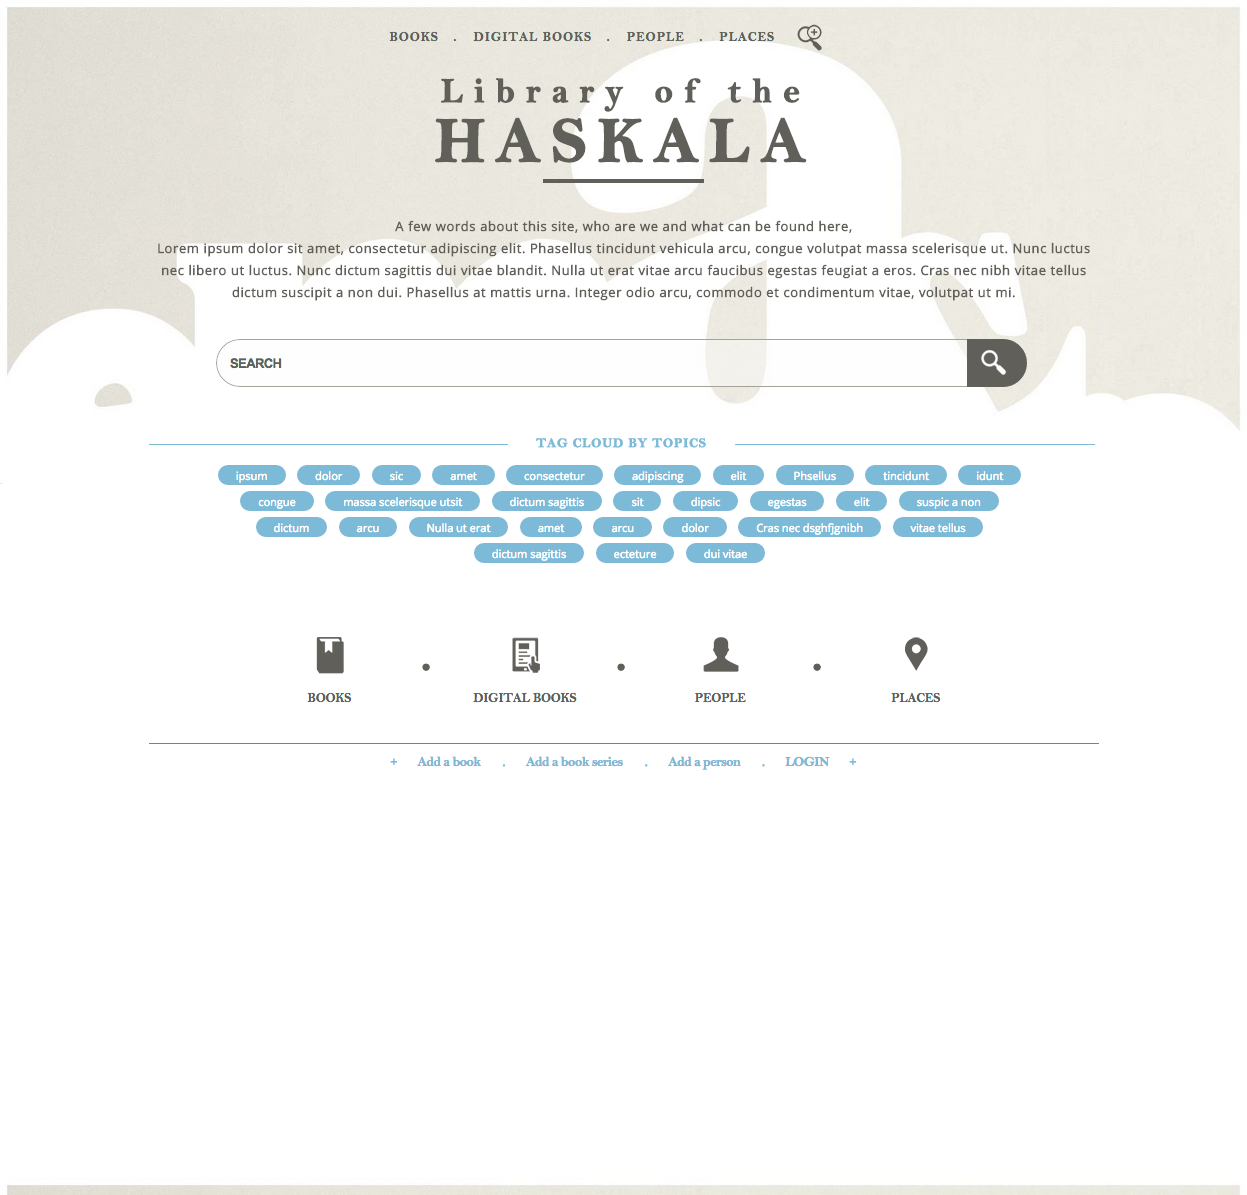 BOOKS . DIGITAL BOOKS . PEOPLE . PLACES
Library of the
HASKALA
A few words about this site, who are we and what can be found here,
Lorem ipsum dolor sit amet, consectetur adipiscing elit. Phasellus tincidunt vehicula arcu, congue volutpat massa scelerisque ut. Nunc luctus
nec libero ut luctus. Nunc dictum sagittis dui vitae blandit. Nulla ut erat vitae arcu faucibus egestas feugiat a eros. Cras nec nibh vitae tellus
dictum suscipit a non dui. Phasellus at mattis urna. Integer odio arcu, commodo et condimentum vitae, volutpat ut mi.
SEARCH
TAG CLOUD BY TOPICS
ipsum dolor sic amet consectetur adipiscing elit Phsellus tincidunt idunt
congue massa scelerisque utsit dictum sagittis sit dipsic egestas elit suspic a non
dictum arcu Nulla ut erat amet arcu dolor Cras nec dsghfjgnibh vitae tellus
dictum sagittis ecteture dui vitae
BOOKS • DIGITAL BOOKS • PEOPLE • PLACES
+ Add a book . Add a book series . Add a person . LOGIN +